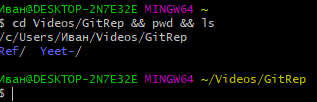 Иван@DESKTOP-2N7E32E MINGW64 ~
$ cd Videos/GitRep && pwd && ls
/c/Users/Иван/Videos/GitRep
Ref/  Yeet-/
Иван@DESKTOP-2N7E32E MINGW64 ~/Videos/GitRep
$